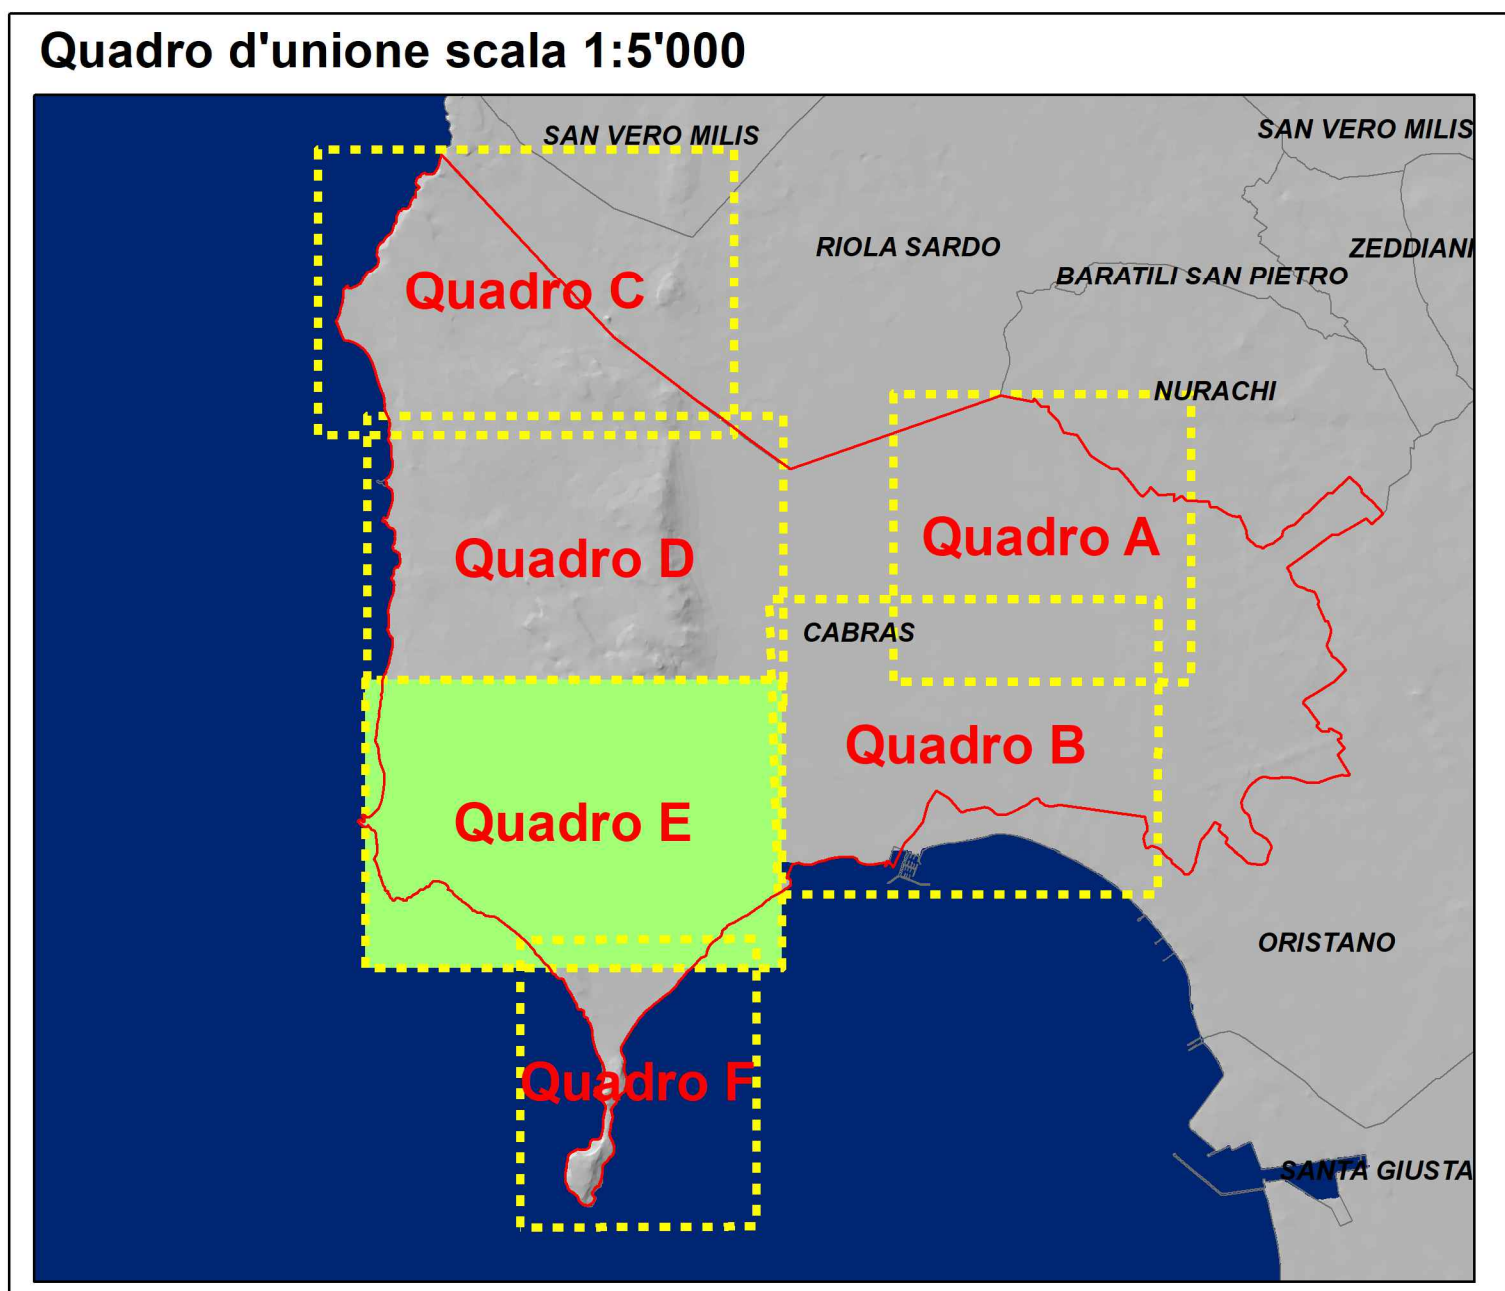 Quadro d'unione scala 1:5'000
SAN VERO MILIS
SAN VERO MILIS
RIOLA SARDO
ZEDDIANI
BARATILI SAN PIETRO
Quadro C
NURACHI
Quadro A
Quadro D
CABRAS
Quadro B
Quadro E
ORISTANO
Quadro F
SANTA GIUSTA